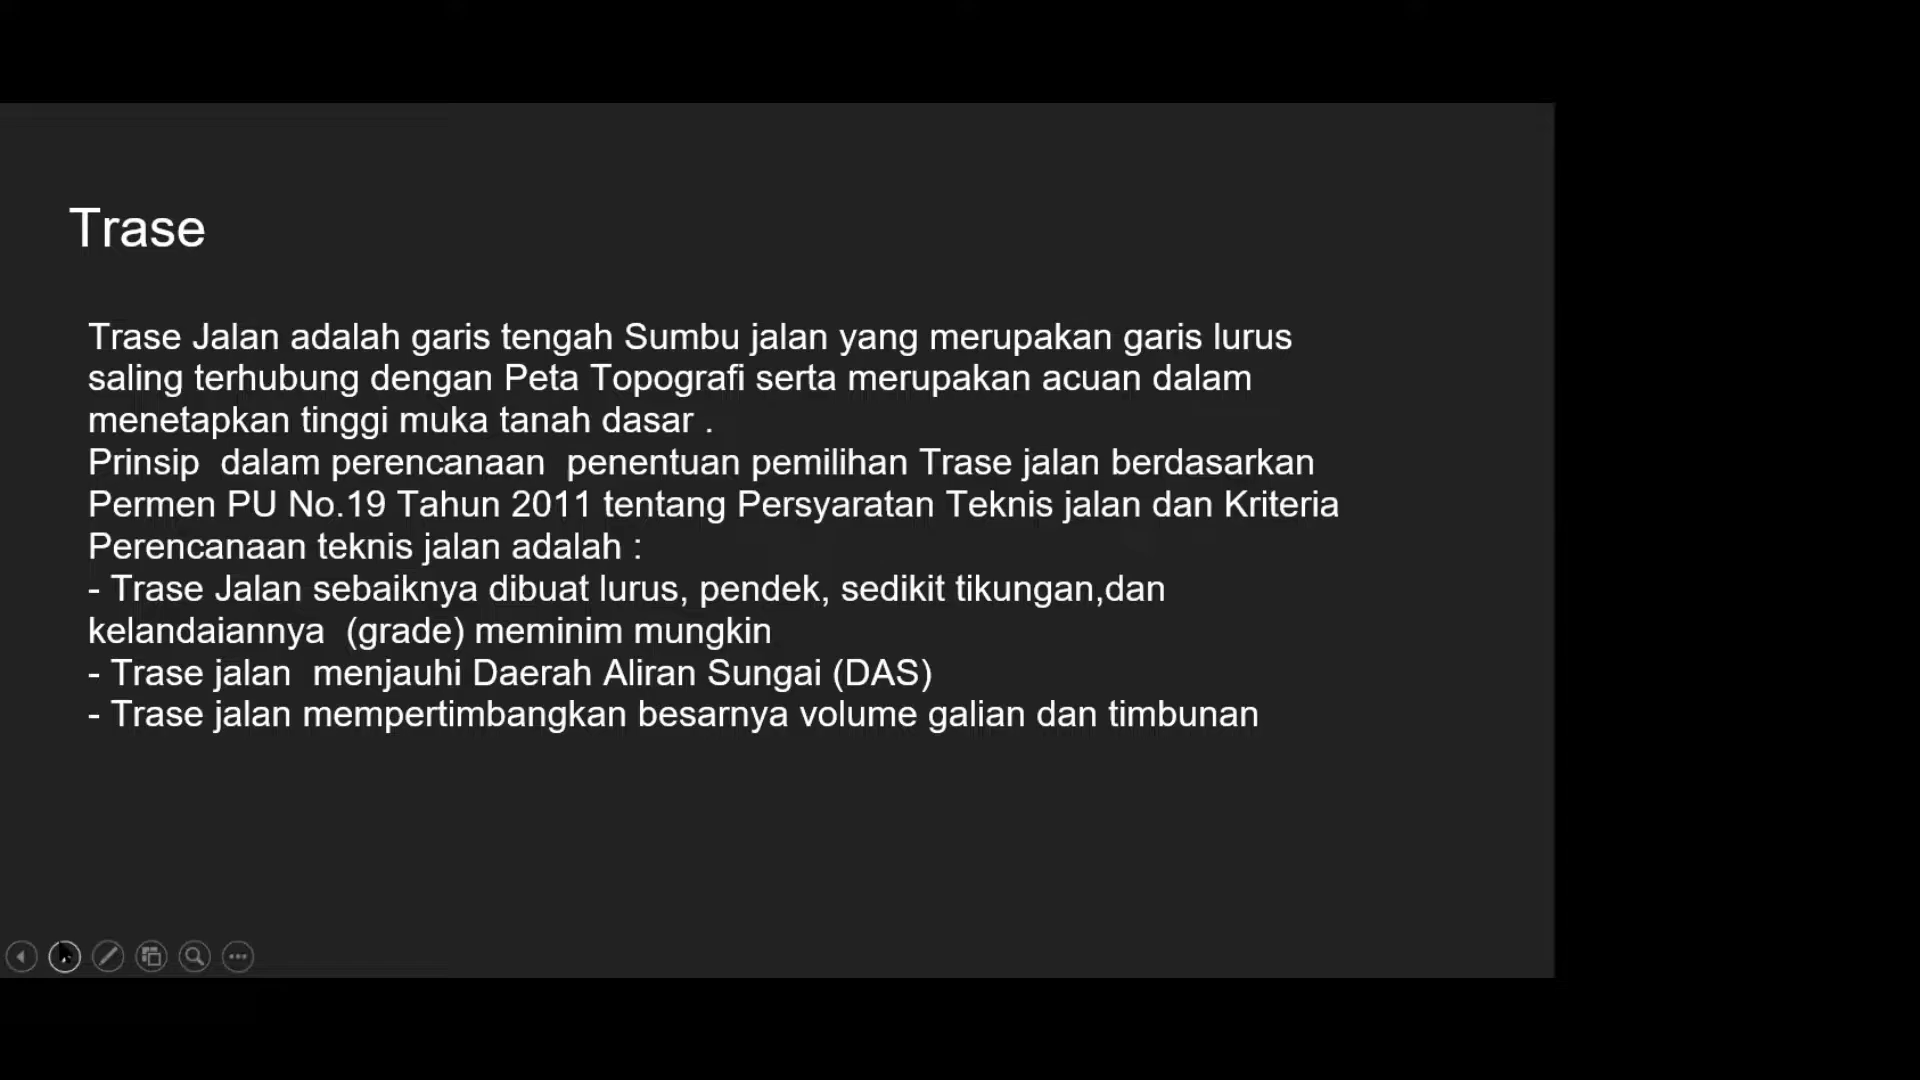 Trase
Trase Jalan adalah garis tengah Sumbu jalan yang merupakan garis lurus
saling terhubung dengan Peta Topografi serta merupakan acuan dalam
menetapkan tinggi muka tanah dasar .
Prinsip  dalam perencanaan  penentuan pemilihan Trase jalan berdasarkan
Permen PU No.19 Tahun 2011 tentang Persyaratan Teknis jalan dan Kriteria
Perencanaan teknis jalan adalah :
- Trase Jalan sebaiknya dibuat lurus, pendek, sedikit tikungan,dan
kelandaiannya  (grade) meminim mungkin
- Trase jalan  menjauhi Daerah Aliran Sungai (DAS)
- Trase jalan mempertimbangkan besarnya volume galian dan timbunan